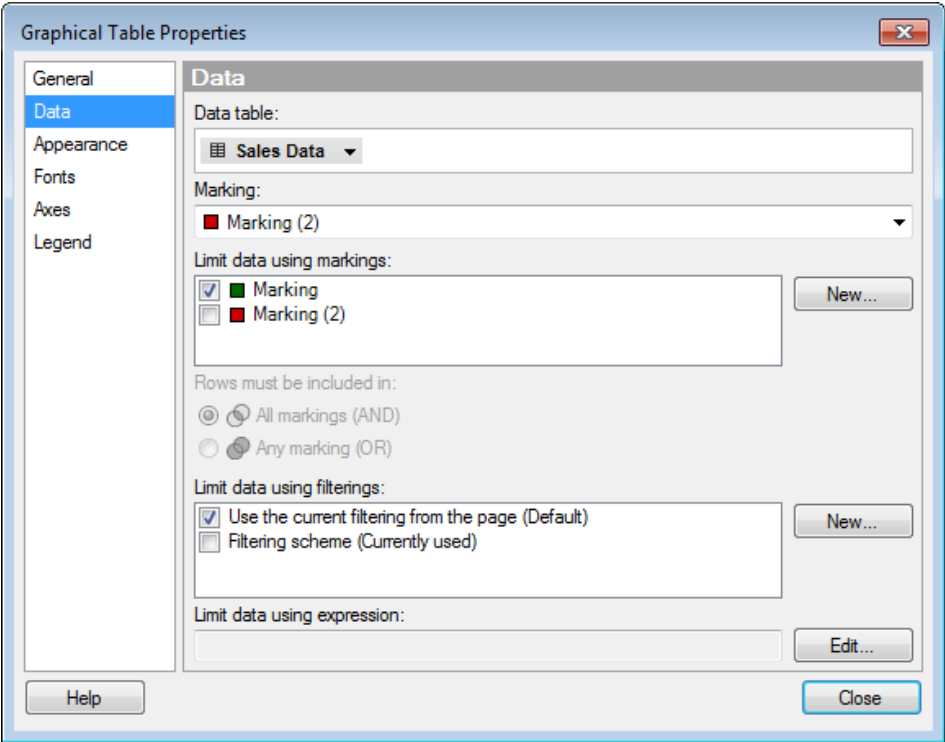 Graphical Table Properties
General
Data
Appearance
Fonts
Axes
Legend
Data
Data table:
Sales Data
Marking:
Marking (2)
Limit data using markings:
Marking
Marking (2)
New...
Rows must be included in:
All markings (AND)
Any marking (OR)
Limit data using filterings:
Use the current filtering from the page (Default)
Filtering scheme (Currently used)
New...
Limit data using expression:
Edit...
Help
Close